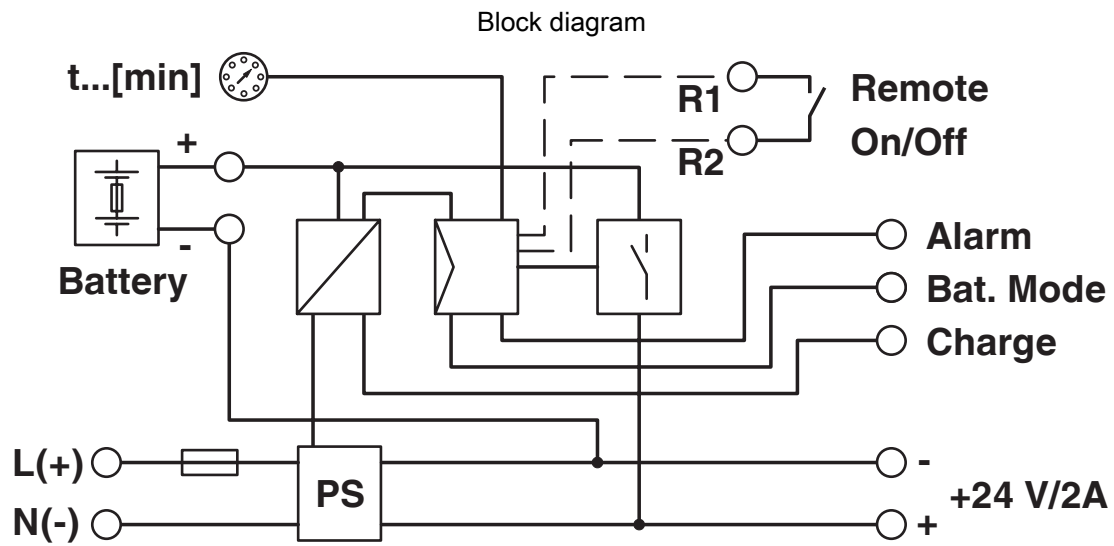 Block diagram
t...[min]
R1
Remote
On/Off
R2
+
-
Battery
Alarm
Bat. Mode
Charge
L(+)
N(-)
PS
-
+24 V/2A
+